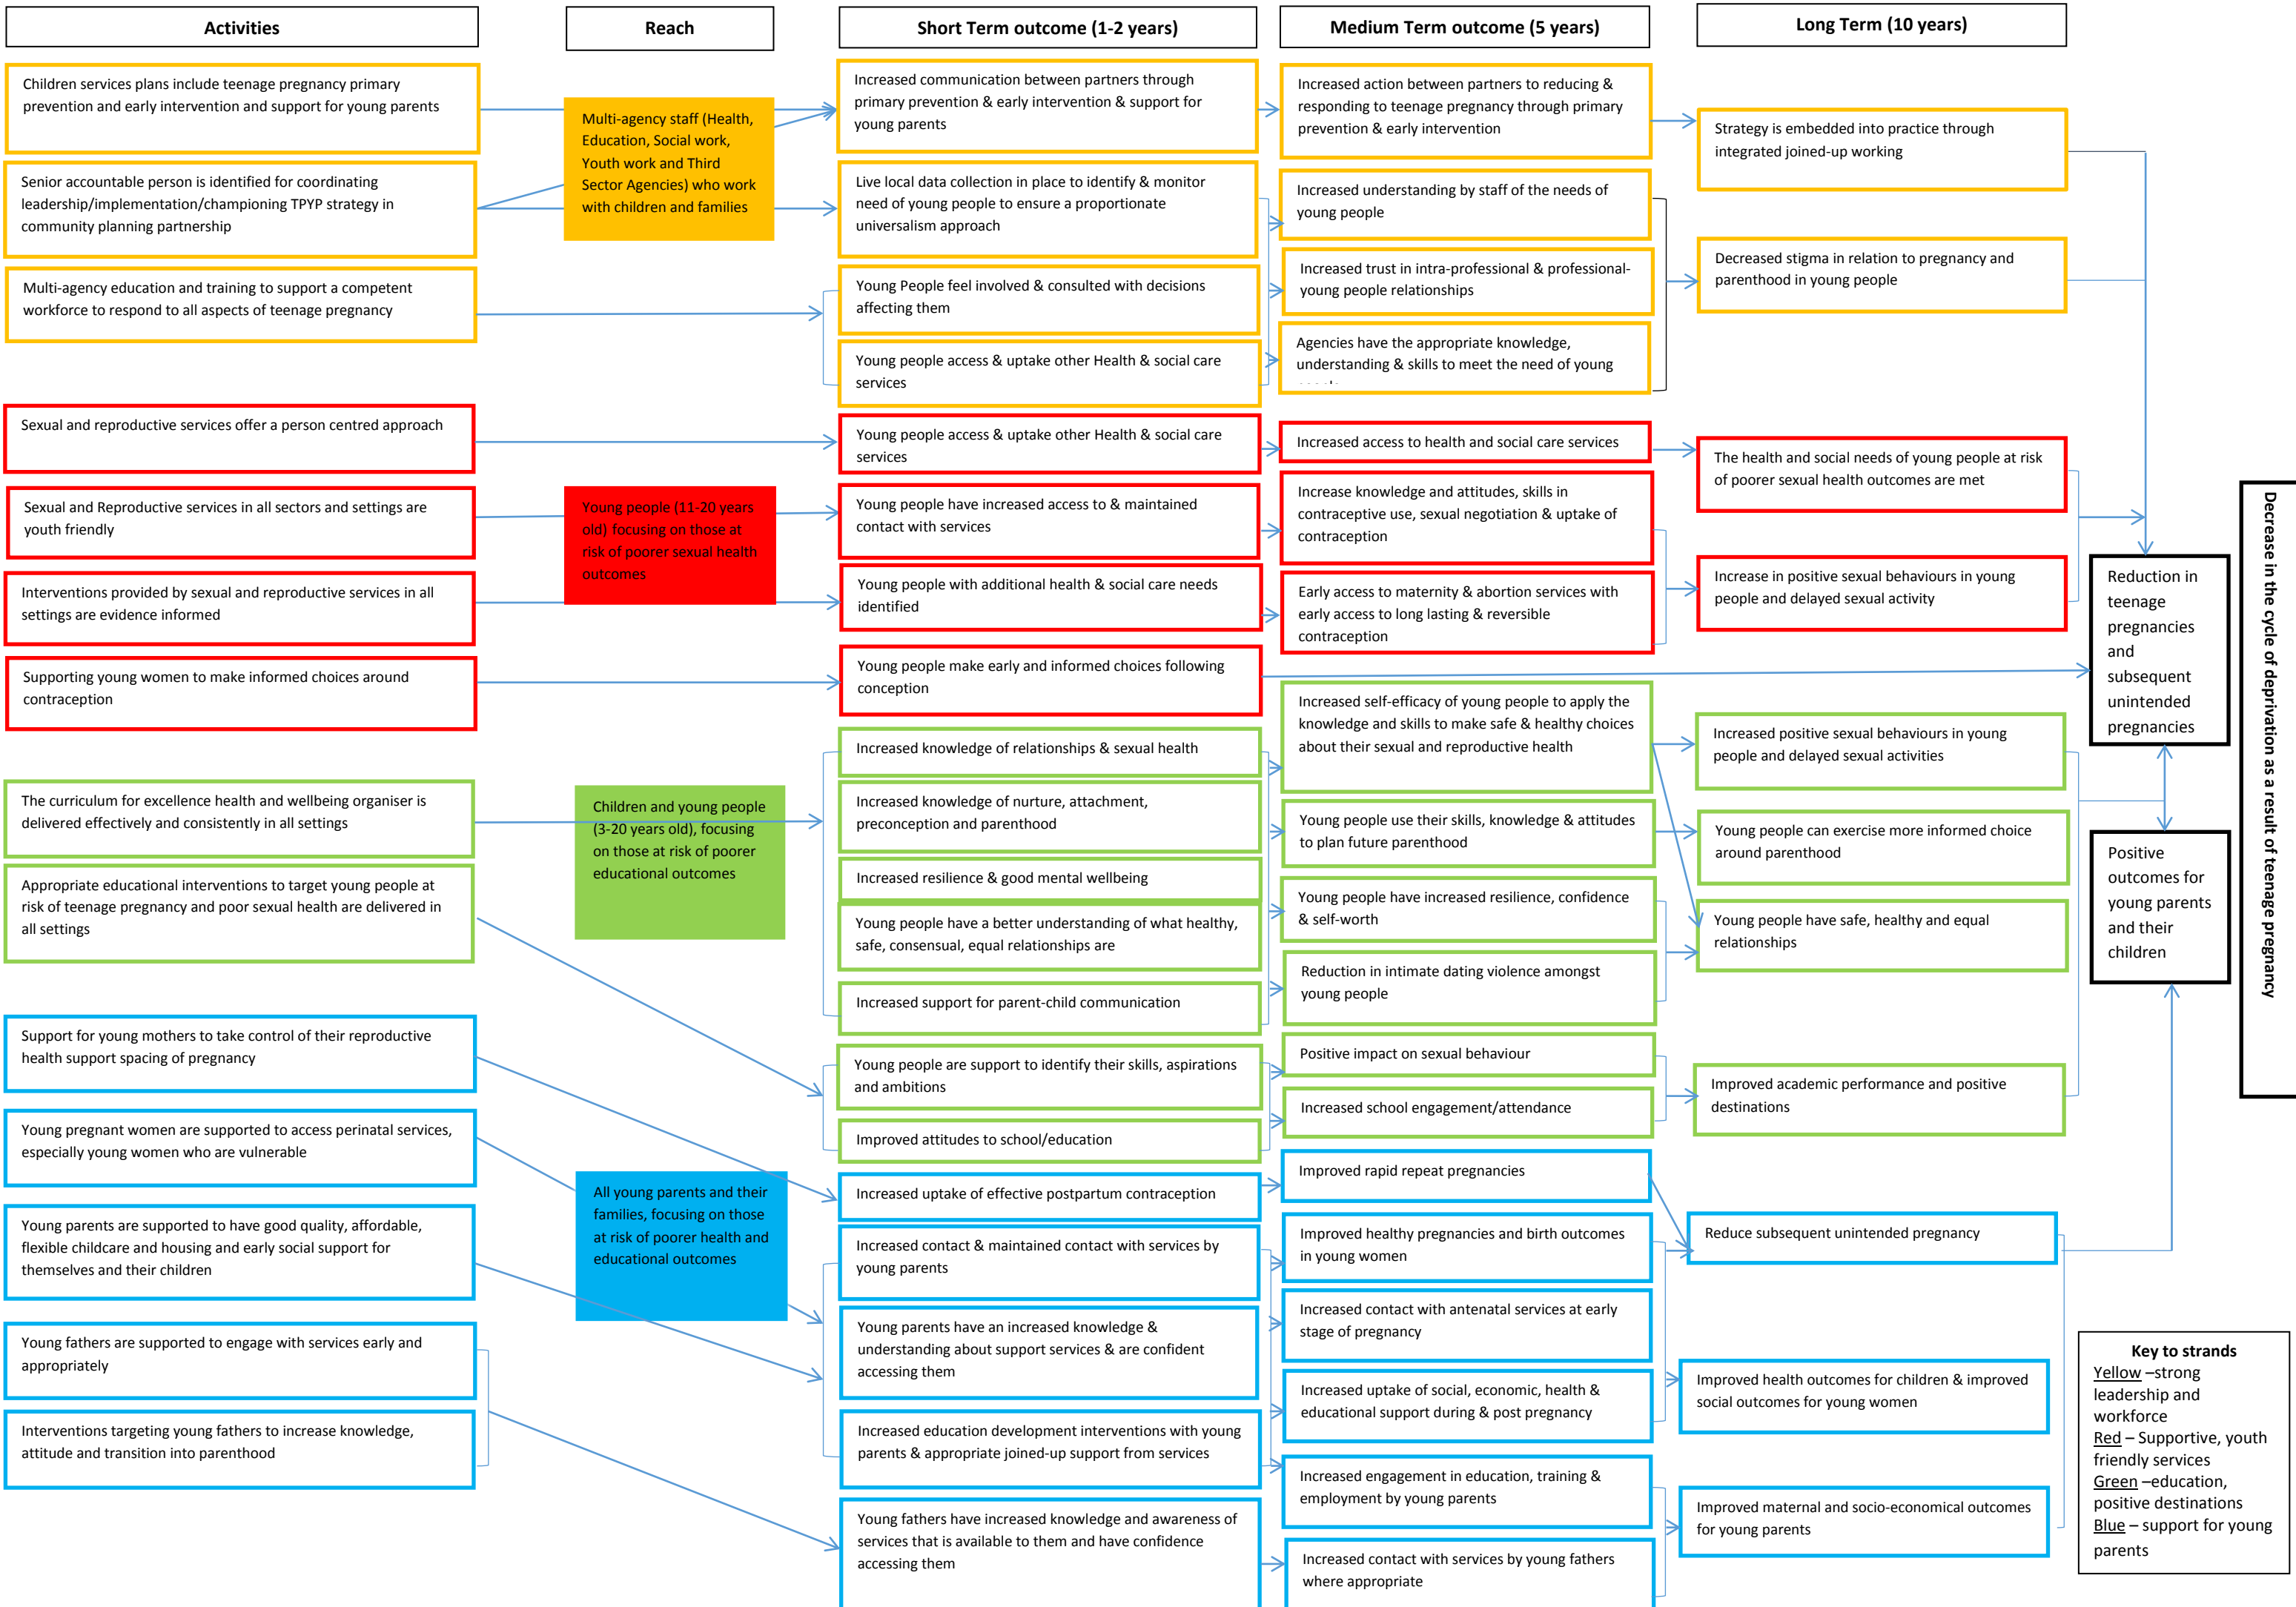 Activities
Reach
Short Term outcome (1-2 years)
Medium Term outcome (5 years)
Long Term (10 years)
Children services plans include teenage pregnancy primary
prevention and early intervention and support for young parents
Senior accountable person is identified for coordinating
leadership/implementation/championing TPYP strategy in
community planning partnership
Multi-agency education and training to support a competent
workforce to respond to all aspects of teenage pregnancy
Multi-agency staff (Health,
Education, Social work,
Youth work and Third
Sector Agencies) who work
with children and families
Increased communication between partners through
primary prevention & early intervention & support for
young parents
Live local data collection in place to identify & monitor
need of young people to ensure a proportionate
universalism approach
Young People feel involved & consulted with decisions
affecting them
Young people access & uptake other Health & social care
services
Increased action between partners to reducing &
responding to teenage pregnancy through primary
prevention & early intervention
Increased understanding by staff of the needs of
young people
Increased trust in intra-professional & professional-
young people relationships
Agencies have the appropriate knowledge,
understanding & skills to meet the need of young
Strategy is embedded into practice through
integrated joined-up working
Decreased stigma in relation to pregnancy and
parenthood in young people
Sexual and reproductive services offer a person centred approach
Sexual and Reproductive services in all sectors and settings are
youth friendly
Interventions provided by sexual and reproductive services in all
settings are evidence informed
Supporting young women to make informed choices around
contraception
Young people (11-20 years
old) focusing on those at
risk of poorer sexual health
outcomes
Young people access & uptake other Health & social care
services
Young people have increased access to & maintained
contact with services
Young people with additional health & social care needs
identified
Young people make early and informed choices following
conception
Increased access to health and social care services
Increase knowledge and attitudes, skills in
contraceptive use, sexual negotiation & uptake of
contraception
Early access to maternity & abortion services with
early access to long lasting & reversible
contraception
The health and social needs of young people at risk
of poorer sexual health outcomes are met
Increase in positive sexual behaviours in young
people and delayed sexual activity
The curriculum for excellence health and wellbeing organiser is
delivered effectively and consistently in all settings
Appropriate educational interventions to target young people at
risk of teenage pregnancy and poor sexual health are delivered in
all settings
Children and young people
(3-20 years old), focusing
on those at risk of poorer
educational outcomes
Increased knowledge of relationships & sexual health
Increased knowledge of nurture, attachment,
preconception and parenthood
Increased resilience & good mental wellbeing
Young people have a better understanding of what healthy,
safe, consensual, equal relationships are
Increased support for parent-child communication
Young people are support to identify their skills, aspirations
and ambitions
Improved attitudes to school/education
Increased self-efficacy of young people to apply the
knowledge and skills to make safe & healthy choices
about their sexual and reproductive health
Young people use their skills, knowledge & attitudes
to plan future parenthood
Young people have increased resilience, confidence
& self-worth
Reduction in intimate dating violence amongst
young people
Positive impact on sexual behaviour
Increased school engagement/attendance
Increased positive sexual behaviours in young
people and delayed sexual activities
Young people can exercise more informed choice
around parenthood
Young people have safe, healthy and equal
relationships
Improved academic performance and positive
destinations
Support for young mothers to take control of their reproductive
health support spacing of pregnancy
Young pregnant women are supported to access perinatal services,
especially young women who are vulnerable
Young parents are supported to have good quality, affordable,
flexible childcare and housing and early social support for
themselves and their children
Young fathers are supported to engage with services early and
appropriately
Interventions targeting young fathers to increase knowledge,
attitude and transition into parenthood
All young parents and their
families, focusing on those
at risk of poorer health and
educational outcomes
Increased uptake of effective postpartum contraception
Increased contact & maintained contact with services by
young parents
Young parents have an increased knowledge &
understanding about support services & are confident
accessing them
Increased education development interventions with young
parents & appropriate joined-up support from services
Young fathers have increased knowledge and awareness of
services that is available to them and have confidence
accessing them
Improved rapid repeat pregnancies
Improved healthy pregnancies and birth outcomes
in young women
Increased contact with antenatal services at early
stage of pregnancy
Increased uptake of social, economic, health &
educational support during & post pregnancy
Increased engagement in education, training &
employment by young parents
Increased contact with services by young fathers
where appropriate
Reduce subsequent unintended pregnancy
Improved health outcomes for children & improved
social outcomes for young women
Improved maternal and socio-economical outcomes
for young parents
Reduction in
teenage
pregnancies
and
subsequent
unintended
pregnancies
Positive
outcomes for
young parents
and their
children
Decrease in the cycle of deprivation as a result of teenage pregnancy
Key to strands
Yellow –strong
leadership and
workforce
Red – Supportive, youth
friendly services
Green –education,
positive destinations
Blue – support for young
parents